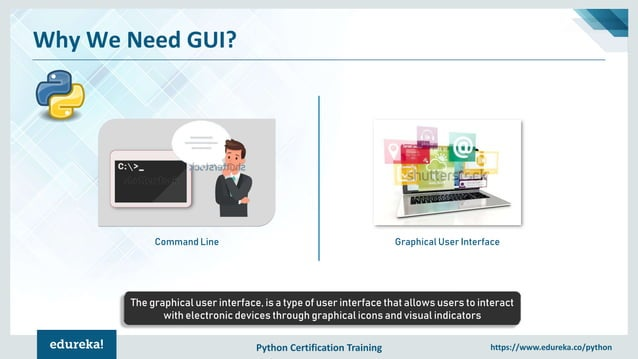 Why We Need GUI?
C:\>_
shutterstock
shutterstock
Command Line
Graphical User Interface
The graphical user interface, is a type of user interface that allows users to interact
with electronic devices through graphical icons and visual indicators
edureka!
Python Certification Training
https://www.edureka.co/python